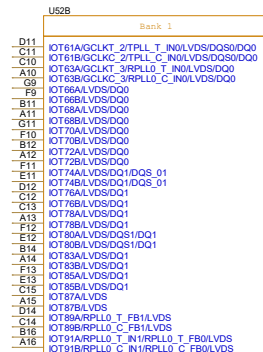 U52B
Bank 1
D11 IOT61A/GCLKT_2/TPLL_T_IN0/LVDS/DQS0/DQ0
C11 IOT61B/GCLKC_2/TPLL_C_IN0/LVDS/DQS0/DQ0
C10 IOT63A/GCLKT_3/RPLL0_T_IN0/LVDS/DQ0
A10 IOT63B/GCLKC_3/RPLL0_C_IN0/LVDS/DQ0
G9 IOT66A/LVDS/DQ0
F9 IOT66B/LVDS/DQ0
B11 IOT68A/LVDS/DQ0
A11 IOT68B/LVDS/DQ0
G11 IOT70A/LVDS/DQ0
F10 IOT70B/LVDS/DQ0
B12 IOT72A/LVDS/DQ0
A12 IOT72B/LVDS/DQ0
F11 IOT74A/LVDS/DQ1/DQS_01
E11 IOT74B/LVDS/DQ1/DQS_01
D12 IOT76A/LVDS/DQ1
C12 IOT76B/LVDS/DQ1
C13 IOT78A/LVDS/DQ1
A13 IOT78B/LVDS/DQ1
F12 IOT80A/LVDS/DQS1/DQ1
E12 IOT80B/LVDS/DQS1/DQ1
B14 IOT83A/LVDS/DQ1
A14 IOT83B/LVDS/DQ1
F13 IOT85A/LVDS/DQ1
E13 IOT85B/LVDS/DQ1
C15 IOT87A/LVDS
A15 IOT87B/LVDS
D14 IOT89A/RPLL0_T_FB1/LVDS
C14 IOT89B/RPLL0_C_FB1/LVDS
B16 IOT91A/RPLL0_T_IN1/RPLL0_T_FB0/LVDS
A16 IOT91B/RPLL0_C_IN1/RPLL0_C_FB0/LVDS